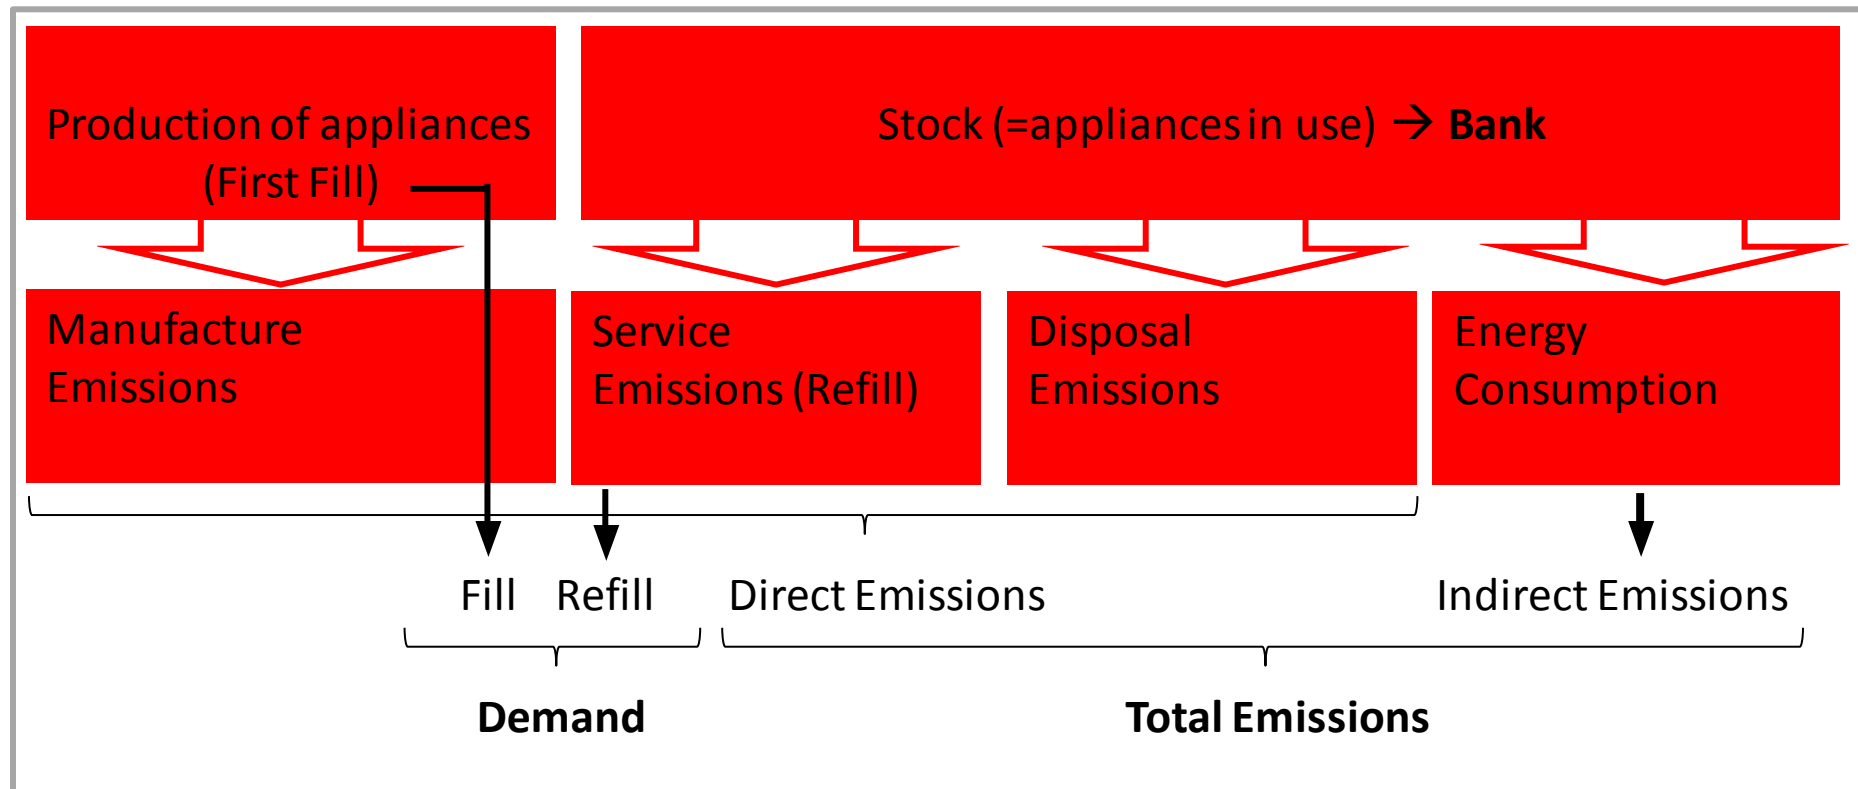 Production of appliances
(First Fill)
Stock (=appliances in use) → Bank
Manufacture
Emissions
Service
Emissions (Refill)
Disposal
Emissions
Energy
Consumption
Fill
Refill
Direct Emissions
Indirect Emissions
Demand
Total Emissions